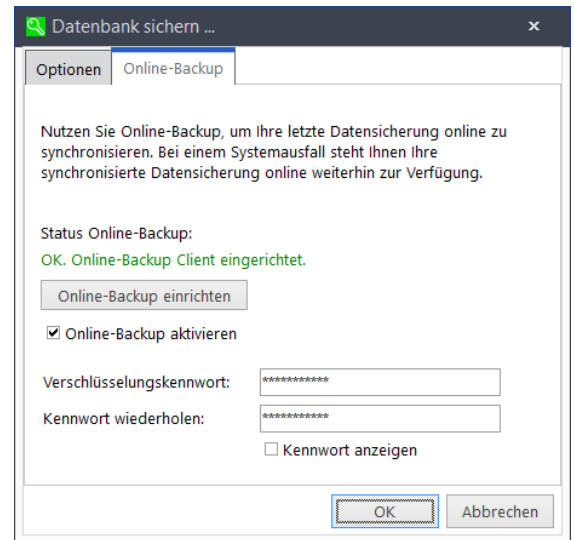 Datenbank sichern ...
Optionen
Online-Backup
Nutzen Sie Online-Backup, um Ihre letzte Datensicherung online zu
synchronisieren. Bei einem Systemausfall steht Ihnen Ihre
synchronisierte Datensicherung online weiterhin zur Verfügung.
Status Online-Backup:
OK. Online-Backup Client eingerichtet.
Online-Backup einrichten
Online-Backup aktivieren
Verschlüsselungskennwort: ***********
Kennwort wiederholen: ***********
Kennwort anzeigen
OK Abbrechen